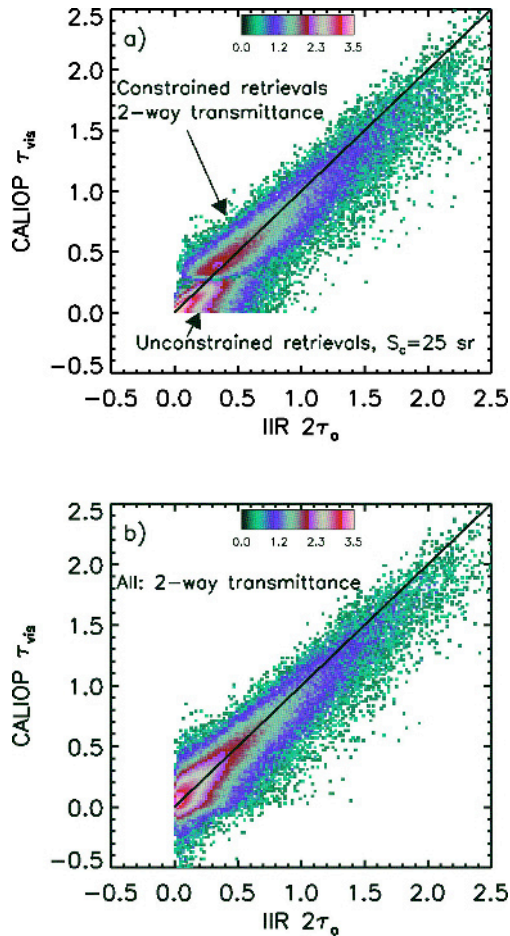 2.5
a)
0.0 1.2 2.3 3.5
2.0
Constrained retrievals
2-way transmittance
1.5
CALIOP τvis
1.0
0.5
0.0
Unconstrained retrievals, Sc=25 sr
-0.5
-0.5 0.0 0.5 1.0 1.5 2.0 2.5
IIR 2τa
2.5
b)
0.0 1.2 2.3 3.5
2.0
All: 2-way transmittance
1.5
CALIOP τvis
1.0
0.5
0.0
-0.5
-0.5 0.0 0.5 1.0 1.5 2.0 2.5
IIR 2τa